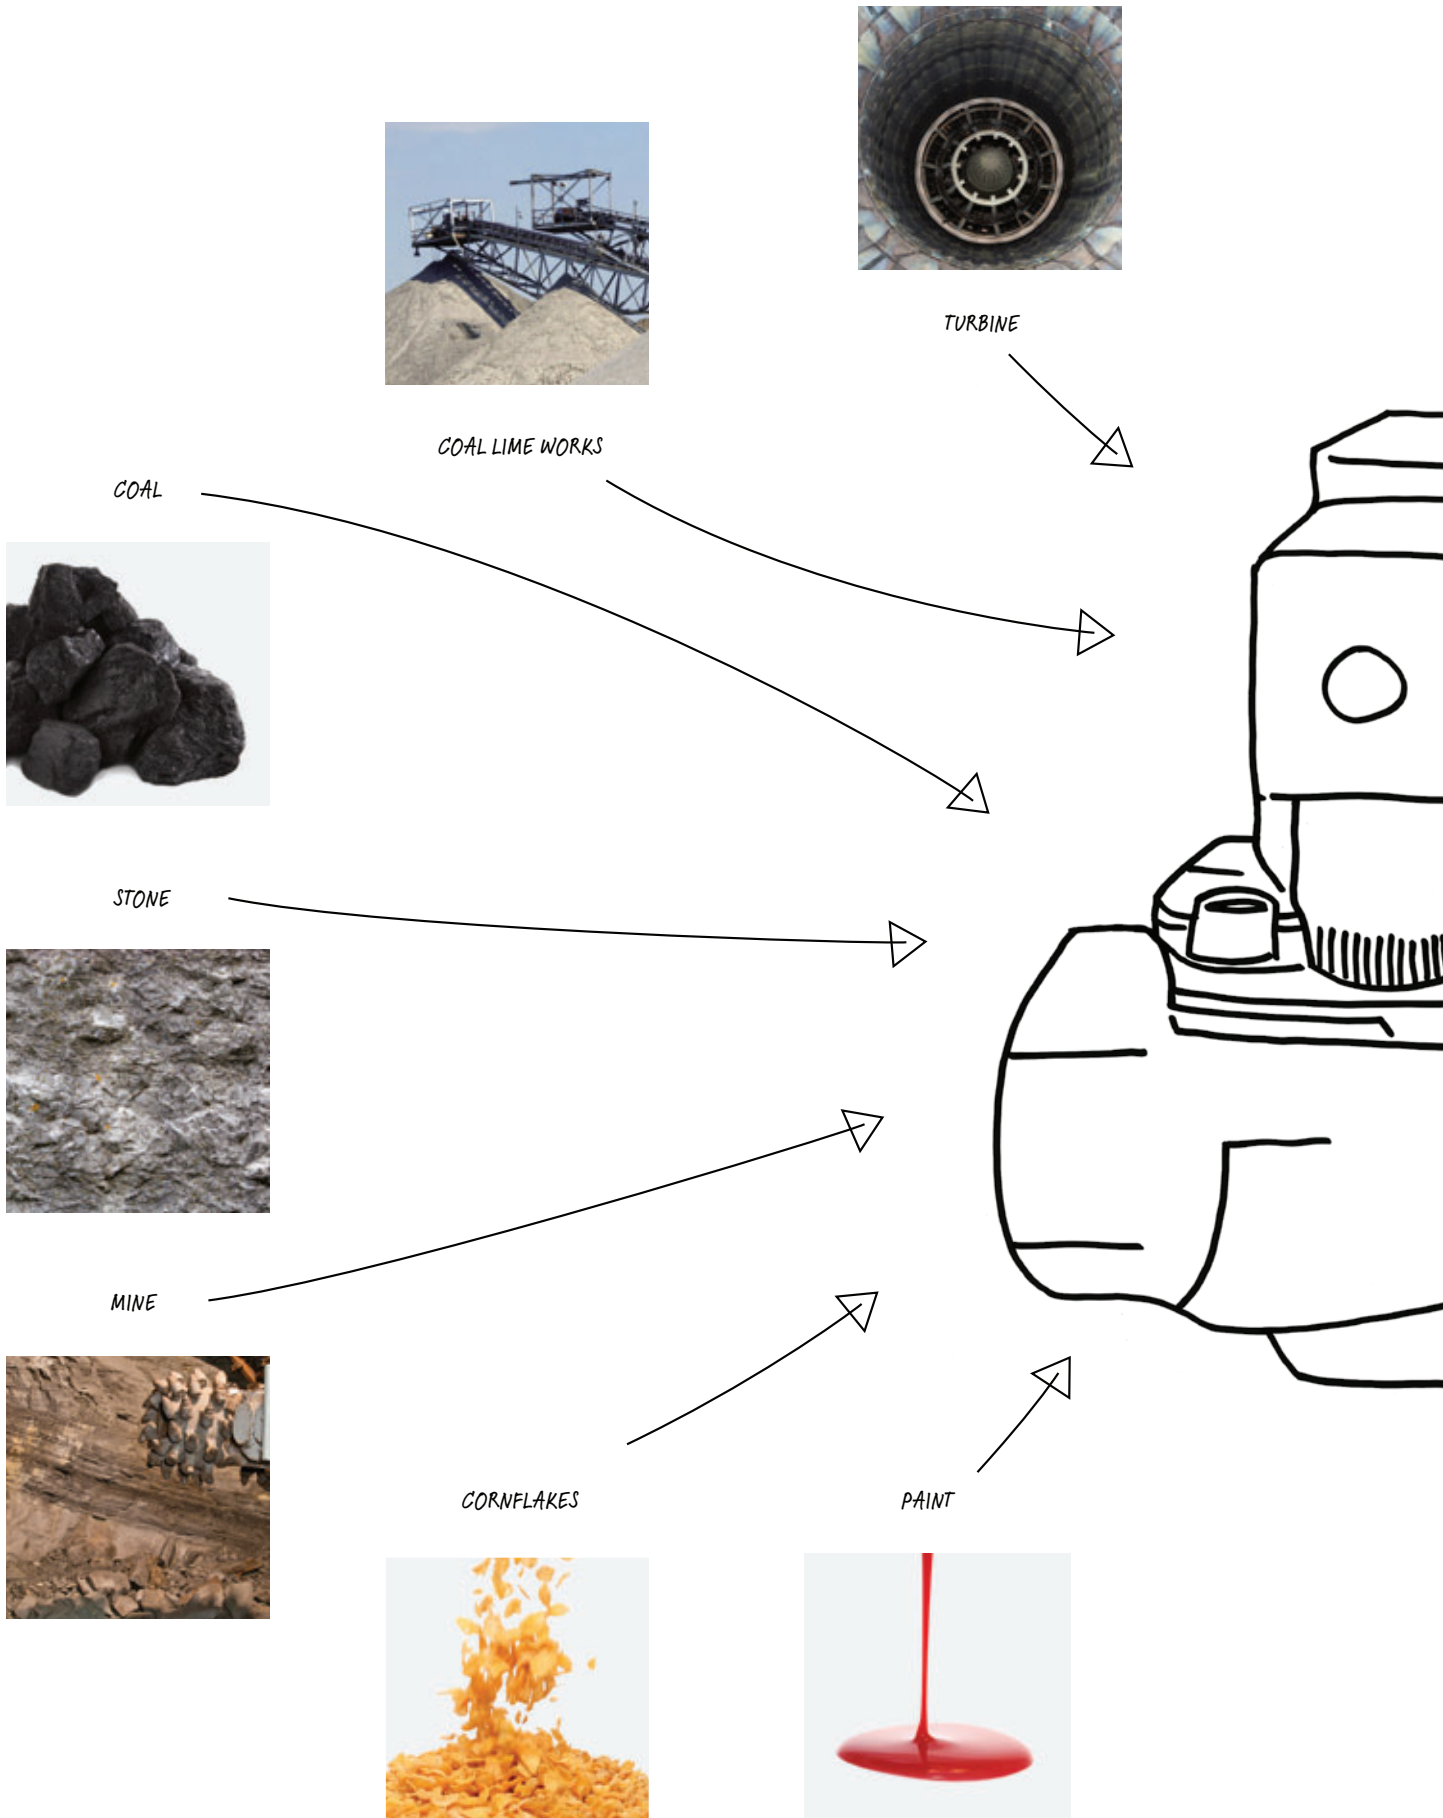 TURBINE
COAL LIME WORKS
COAL
STONE
MINE
CORNFLAKES
PAINT